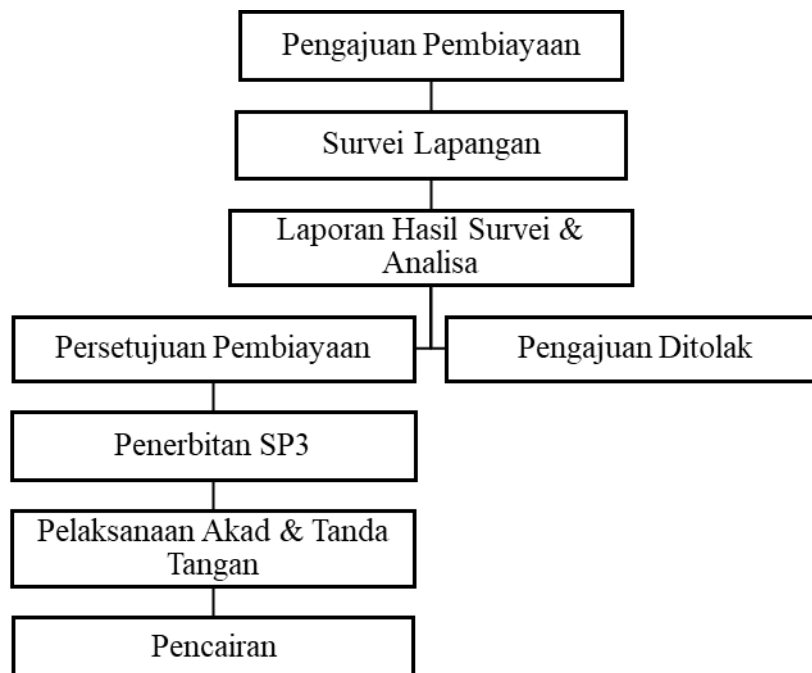 Pengajuan Pembiayaan
Survei Lapangan
Laporan Hasil Survei &
Analisa
Persetujuan Pembiayaan
Pengajuan Ditolak
Penerbitan SP3
Pelaksanaan Akad & Tanda
Tangan
Pencairan